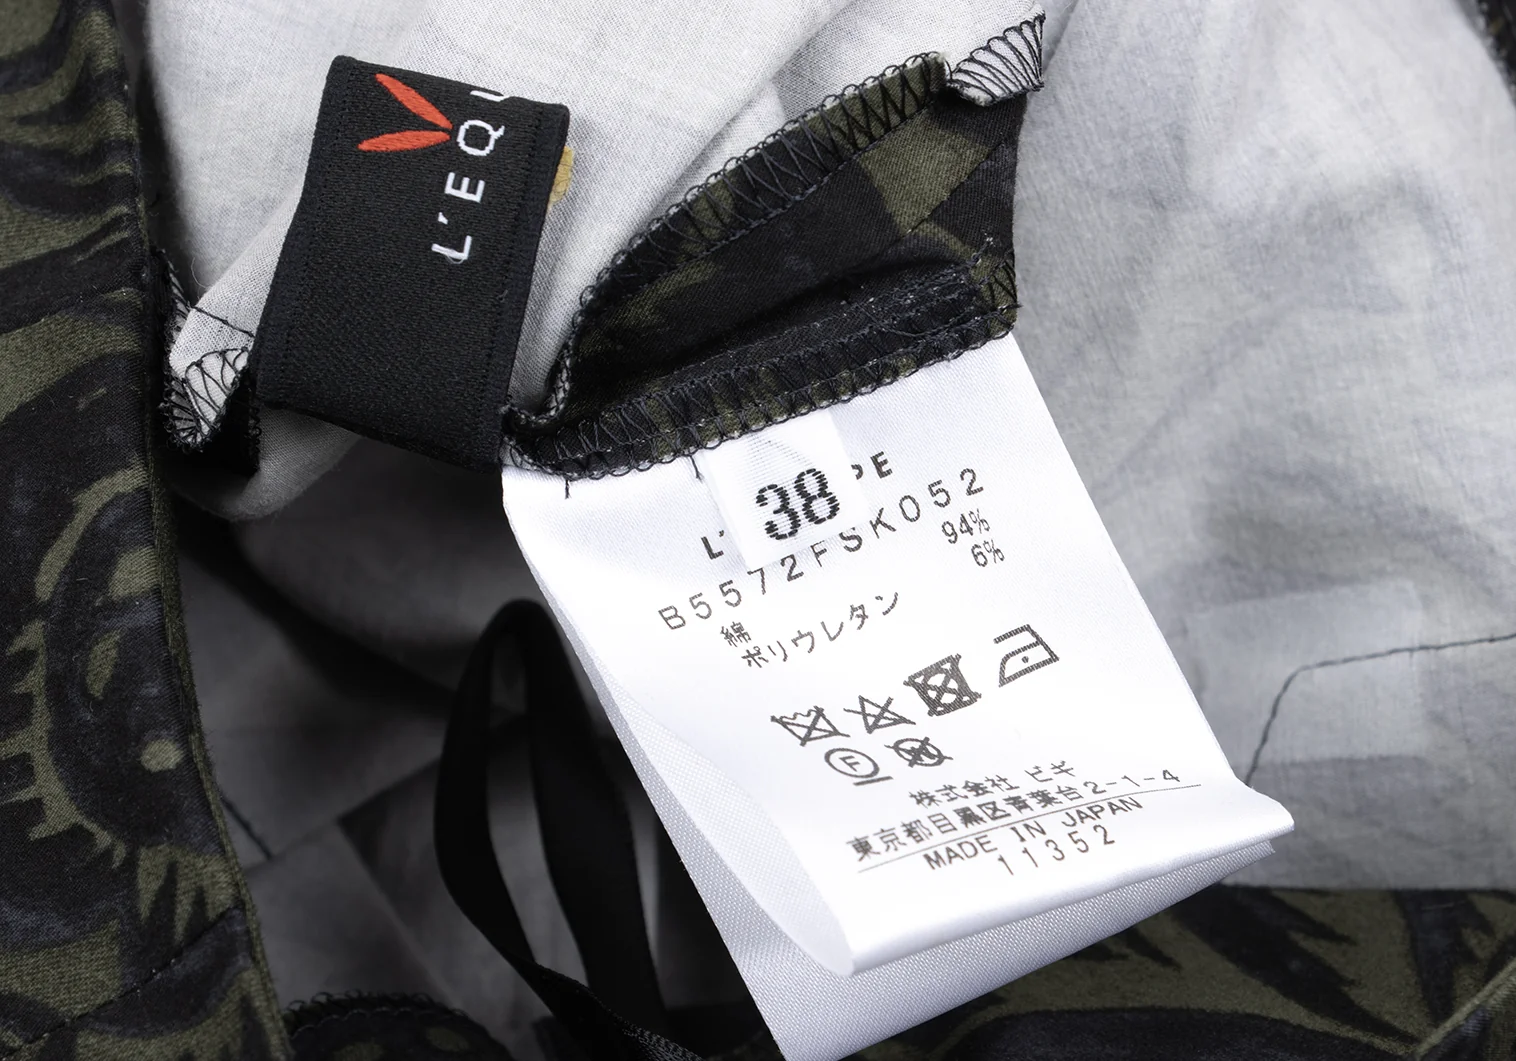 L'EQU
38
L' PE
B5572FSK052
綿 94%
ポリウレタン 6%
F
株式会社 ビギ
東京都目黒区青葉台2-1-4
MADE IN JAPAN
11352